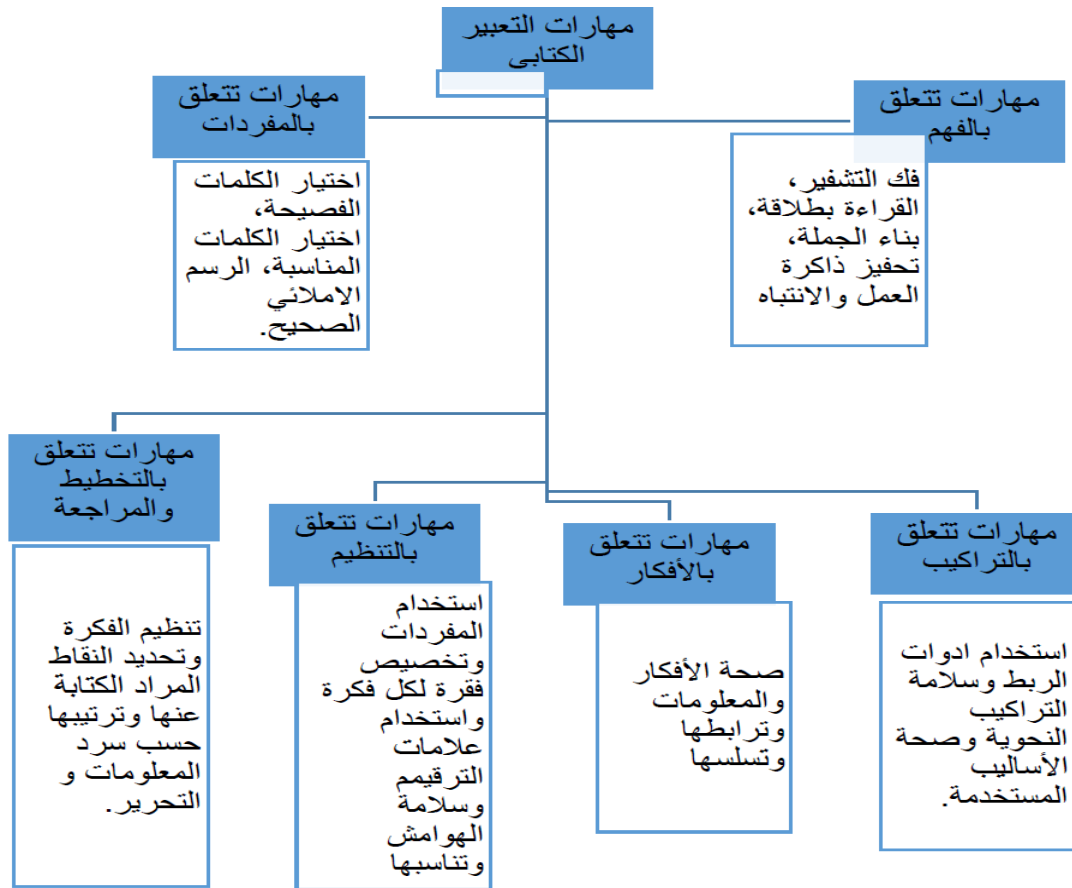 مهارات التعبير
الكتابي
مهارات تتعلق
بالفهم
فك التشفير،
القراءة بطلاقة،
بناء الجملة،
تحفيز ذاكرة
العمل والانتباه
مهارات تتعلق
بالمفردات
اختيار الكلمات
الفصيحة،
اختيار الكلمات
المناسبة، الرسم
الاملائي
الصحيح.
مهارات تتعلق
بالتراكيب
استخدام ادوات
الربط وسلامة
التراكيب
النحوية وصحة
الأساليب
المستخدمة.
مهارات تتعلق
بالأفكار
صحة الأفكار
والمعلومات
وترابطها
وتسلسها
مهارات تتعلق
بالتنظيم
استخدام
المفردات
وتخصيص
فقرة لكل فكرة
واستخدام
علامات
الترقيمم
وسلامة
الهوامش
وتناسبها
مهارات تتعلق
بالتخطيط
والمراجعة
تنظيم الفكرة
وتحديد النقاط
المراد الكتابة
عنها وترتيبها
حسب سرد
المعلومات و
التحرير.